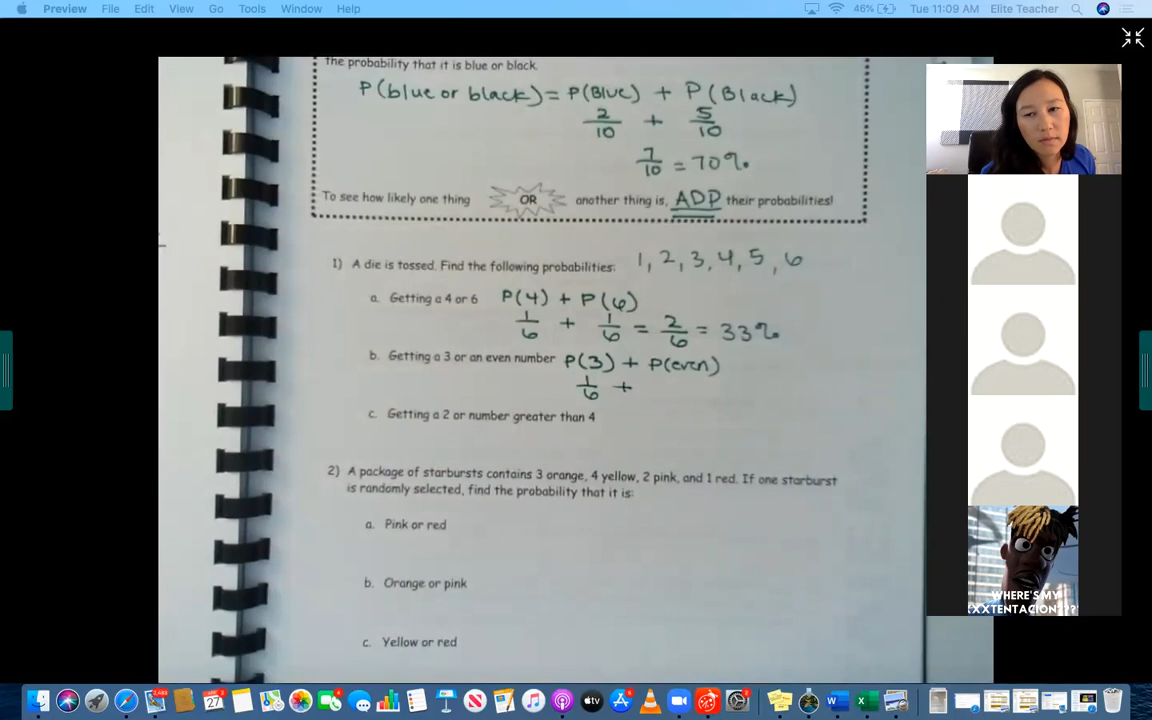 Preview File Edit View Go Tools Window Help 46% Tue 11:09 AM Elite Teacher
the probability that it is blue or black.
P(blue or black) = P(Blue) + P(Black)
2/10 + 5/10
7/10 = 70%
To see how likely one thing OR another thing is, ADD their probabilities!
1) A die is tossed. Find the following probabilities: 1, 2, 3, 4, 5, 6
a. Getting a 4 or 6 P(4) + P(6)
1/6 + 1/6 = 2/6 = 33%
b. Getting a 3 or an even number P(3) + P(even)
1/6 +
c. Getting a 2 or number greater than 4
2) A package of starbursts contains 3 orange, 4 yellow, 2 pink, and 1 red. If one starburst
is randomly selected, find the probability that it is:
a. Pink or red
b. Orange or pink
c. Yellow or red
WHERE'S MY
XXXTENTACION???
27
tv
W
X